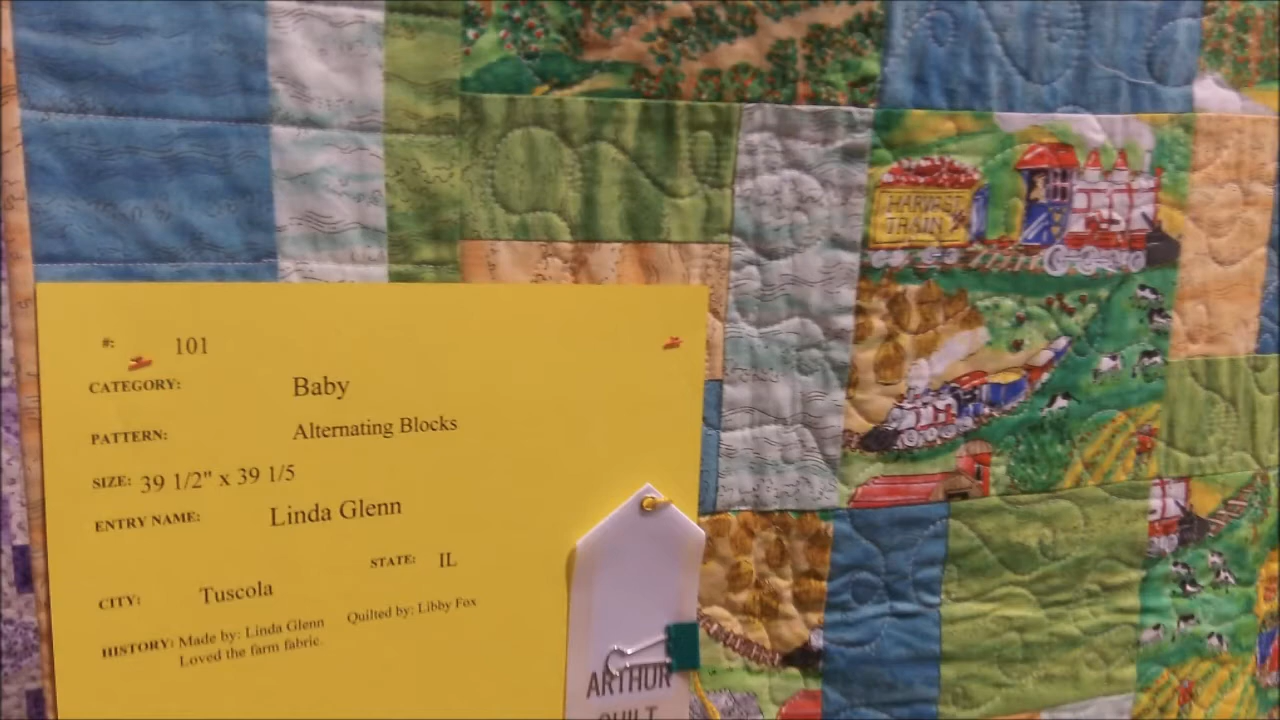 #: 101
CATEGORY: Baby
PATTERN: Alternating Blocks
SIZE: 39 1/2" x 39 1/5
ENTRY NAME: Linda Glenn
STATE: IL
CITY: Tuscola
HISTORY: Made by: Linda Glenn Quilted by: Libby Fox
Loved the farm fabric.
ARTHUR
QUILT
HARVEST
TRAIN